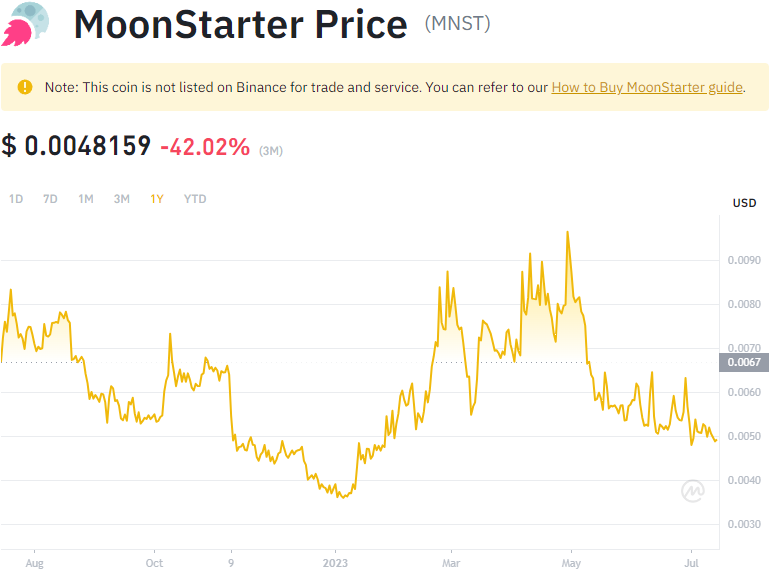 MoonStarter Price (MNST)
Note: This coin is not listed on Binance for trade and service. You can refer to our How to Buy MoonStarter guide.
$ 0.0048159 -42.02% (3M)
1D 7D 1M 3M 1Y YTD
USD
0.0090
0.0080
0.0070
0.0067
0.0060
0.0050
0.0040
0.0030
Aug Oct 9 2023 Mar May Jul